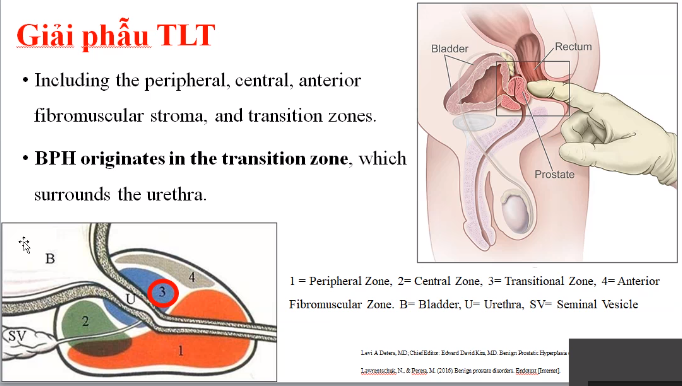 Giải phẫu TLT
• Including the peripheral, central, anterior
fibromuscular stroma, and transition zones.
• BPH originates in the transition zone, which
surrounds the urethra.
Bladder
Rectum
Prostate
B
U
3
4
2
SV
1
1 = Peripheral Zone, 2= Central Zone, 3= Transitional Zone, 4= Anterior
Fibromuscular Zone. B= Bladder, U= Urethra, SV= Seminal Vesicle
Levi A Deters, MD; Chief Editor: Edward David Kim, MD. Benign Prostatic Hyperplasia
Lawrentschuk, N., & Perera, M. (2016) Benign prostate disorders. Endotext [Internet].